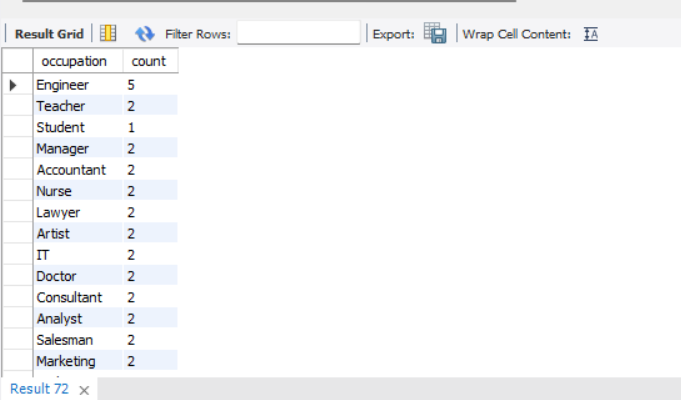 Result Grid Filter Rows: Export: Wrap Cell Content: IA
occupation count
Engineer 5
Teacher 2
Student 1
Manager 2
Accountant 2
Nurse 2
Lawyer 2
Artist 2
IT 2
Doctor 2
Consultant 2
Analyst 2
Salesman 2
Marketing 2
Result 72 ×